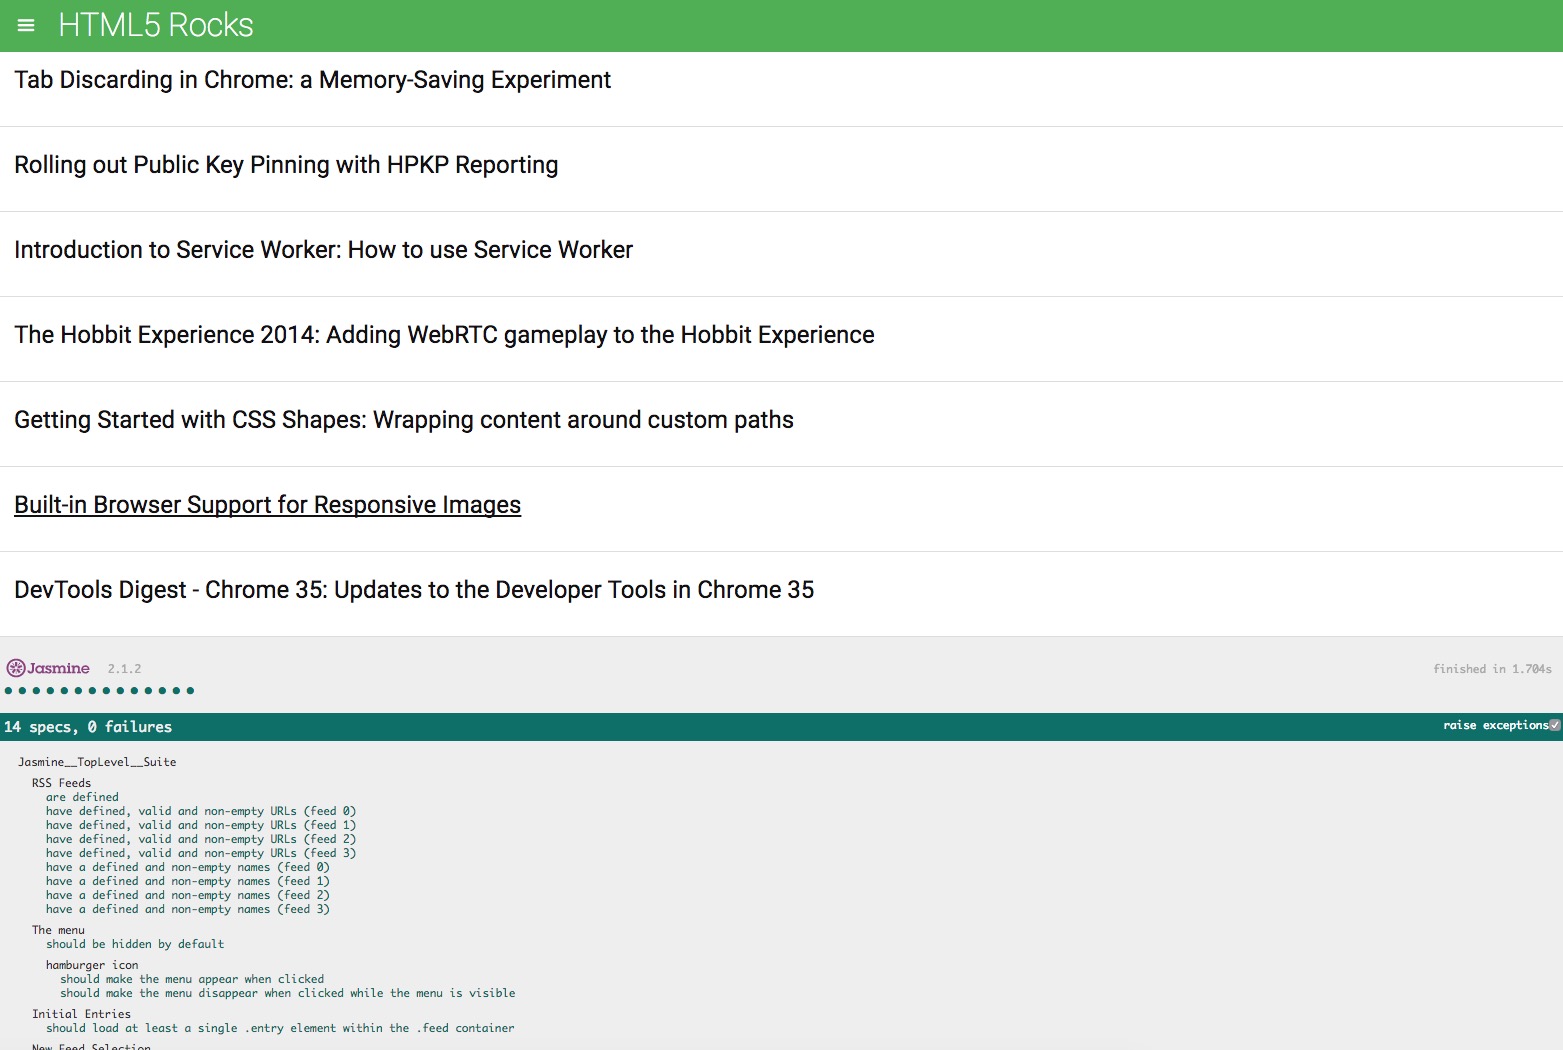 HTML5 Rocks
Tab Discarding in Chrome: a Memory-Saving Experiment
Rolling out Public Key Pinning with HPKP Reporting
Introduction to Service Worker: How to use Service Worker
The Hobbit Experience 2014: Adding WebRTC gameplay to the Hobbit Experience
Getting Started with CSS Shapes: Wrapping content around custom paths
Built-in Browser Support for Responsive Images
DevTools Digest - Chrome 35: Updates to the Developer Tools in Chrome 35
Jasmine 2.1.2 finished in 1.704s
14 specs, 0 failures raise exceptions
Jasmine__TopLevel__Suite
RSS Feeds
are defined
have defined, valid and non-empty URLs (feed 0)
have defined, valid and non-empty URLs (feed 1)
have defined, valid and non-empty URLs (feed 2)
have defined, valid and non-empty URLs (feed 3)
have a defined and non-empty names (feed 0)
have a defined and non-empty names (feed 1)
have a defined and non-empty names (feed 2)
have a defined and non-empty names (feed 3)
The menu
should be hidden by default
hamburger icon
should make the menu appear when clicked
should make the menu disappear when clicked while the menu is visible
Initial Entries
should load at least a single .entry element within the .feed container
New Feed Selection